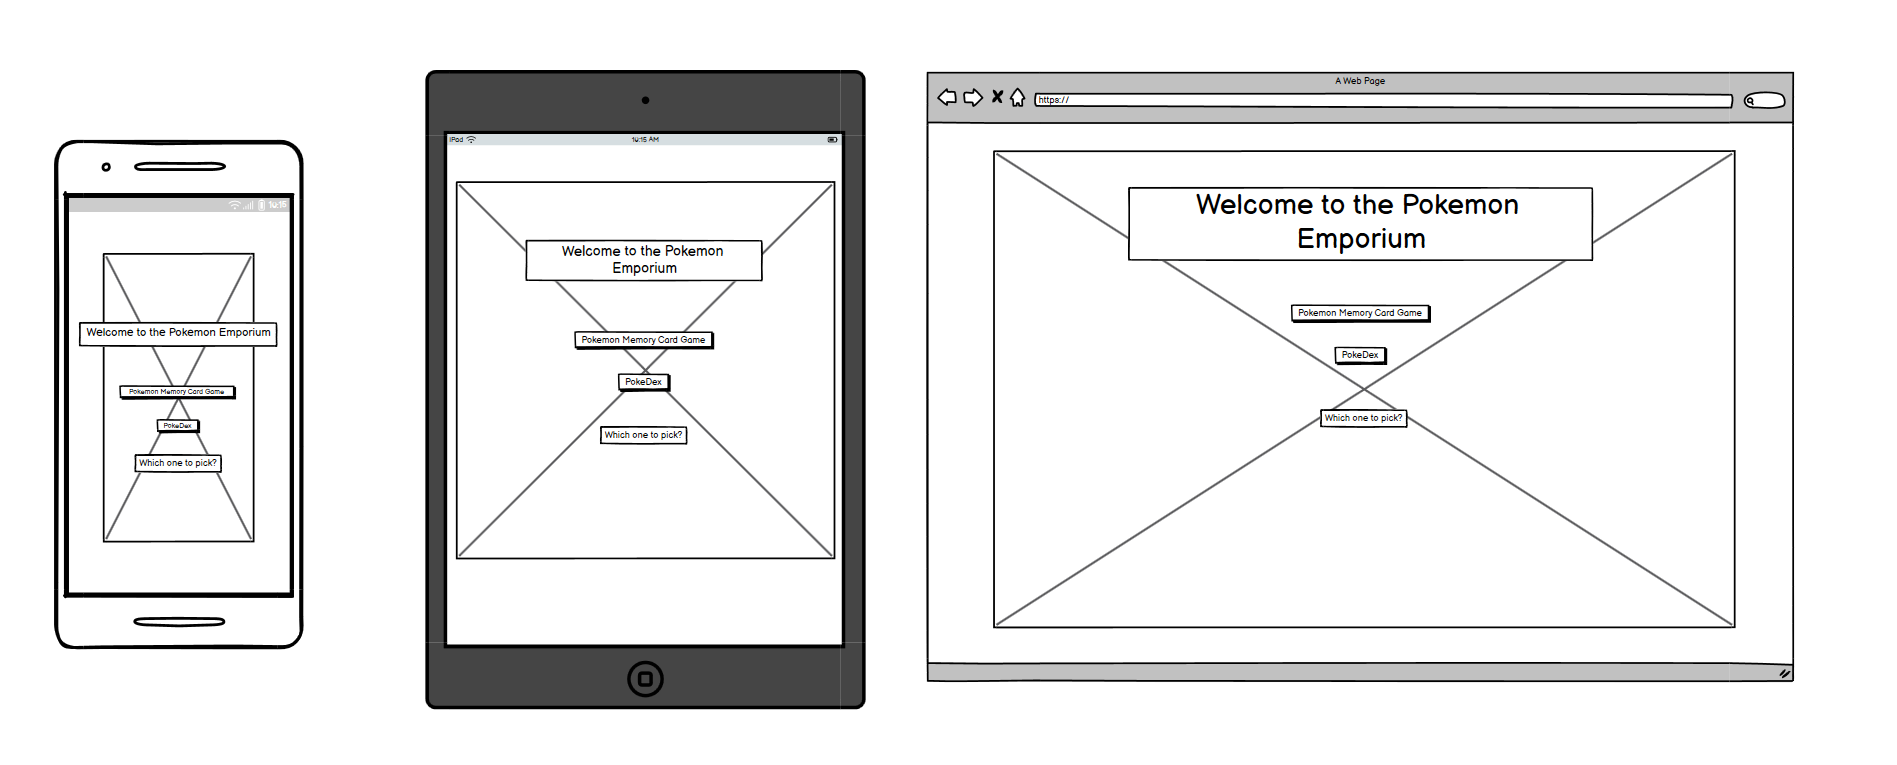 10:15
Welcome to the Pokemon Emporium
Pokemon Memory Card Game
PokeDex
Which one to pick?
iPad 10:15 AM
Welcome to the Pokemon
Emporium
Pokemon Memory Card Game
PokeDex
Which one to pick?
A Web Page
https://
Welcome to the Pokemon
Emporium
Pokemon Memory Card Game
PokeDex
Which one to pick?